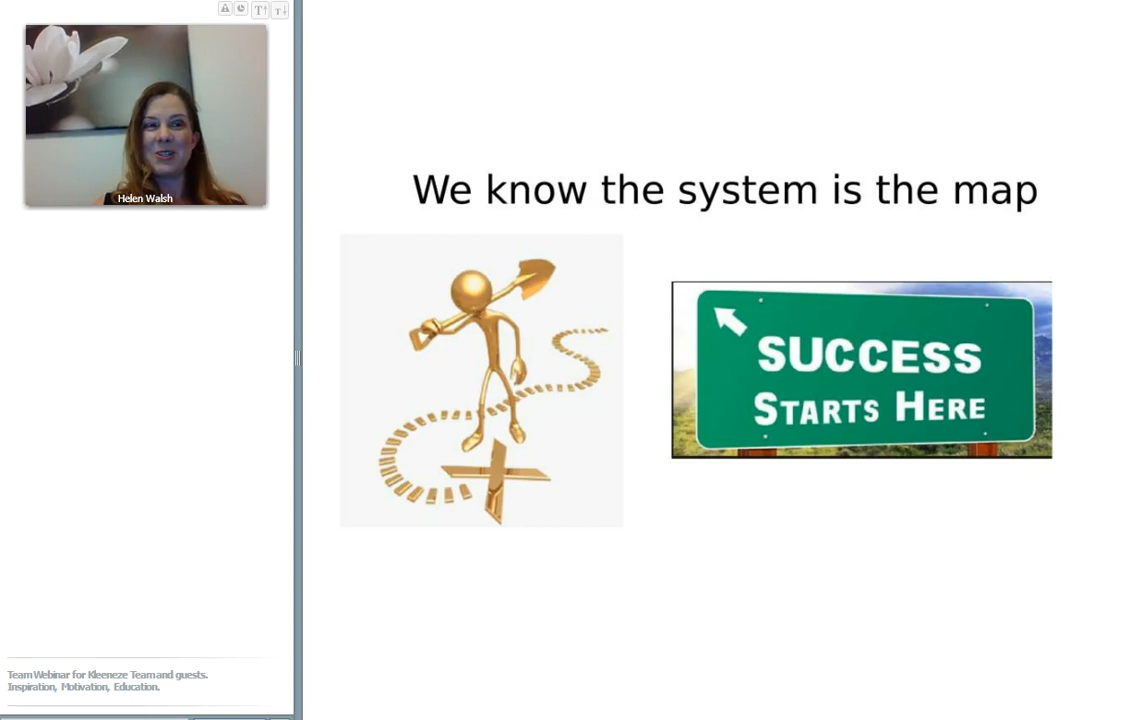 Helen Walsh
We know the system is the map
SUCCESS
STARTS HERE
Team Webinar for Kleeneze Team and guests.
Inspiration, Motivation, Education.